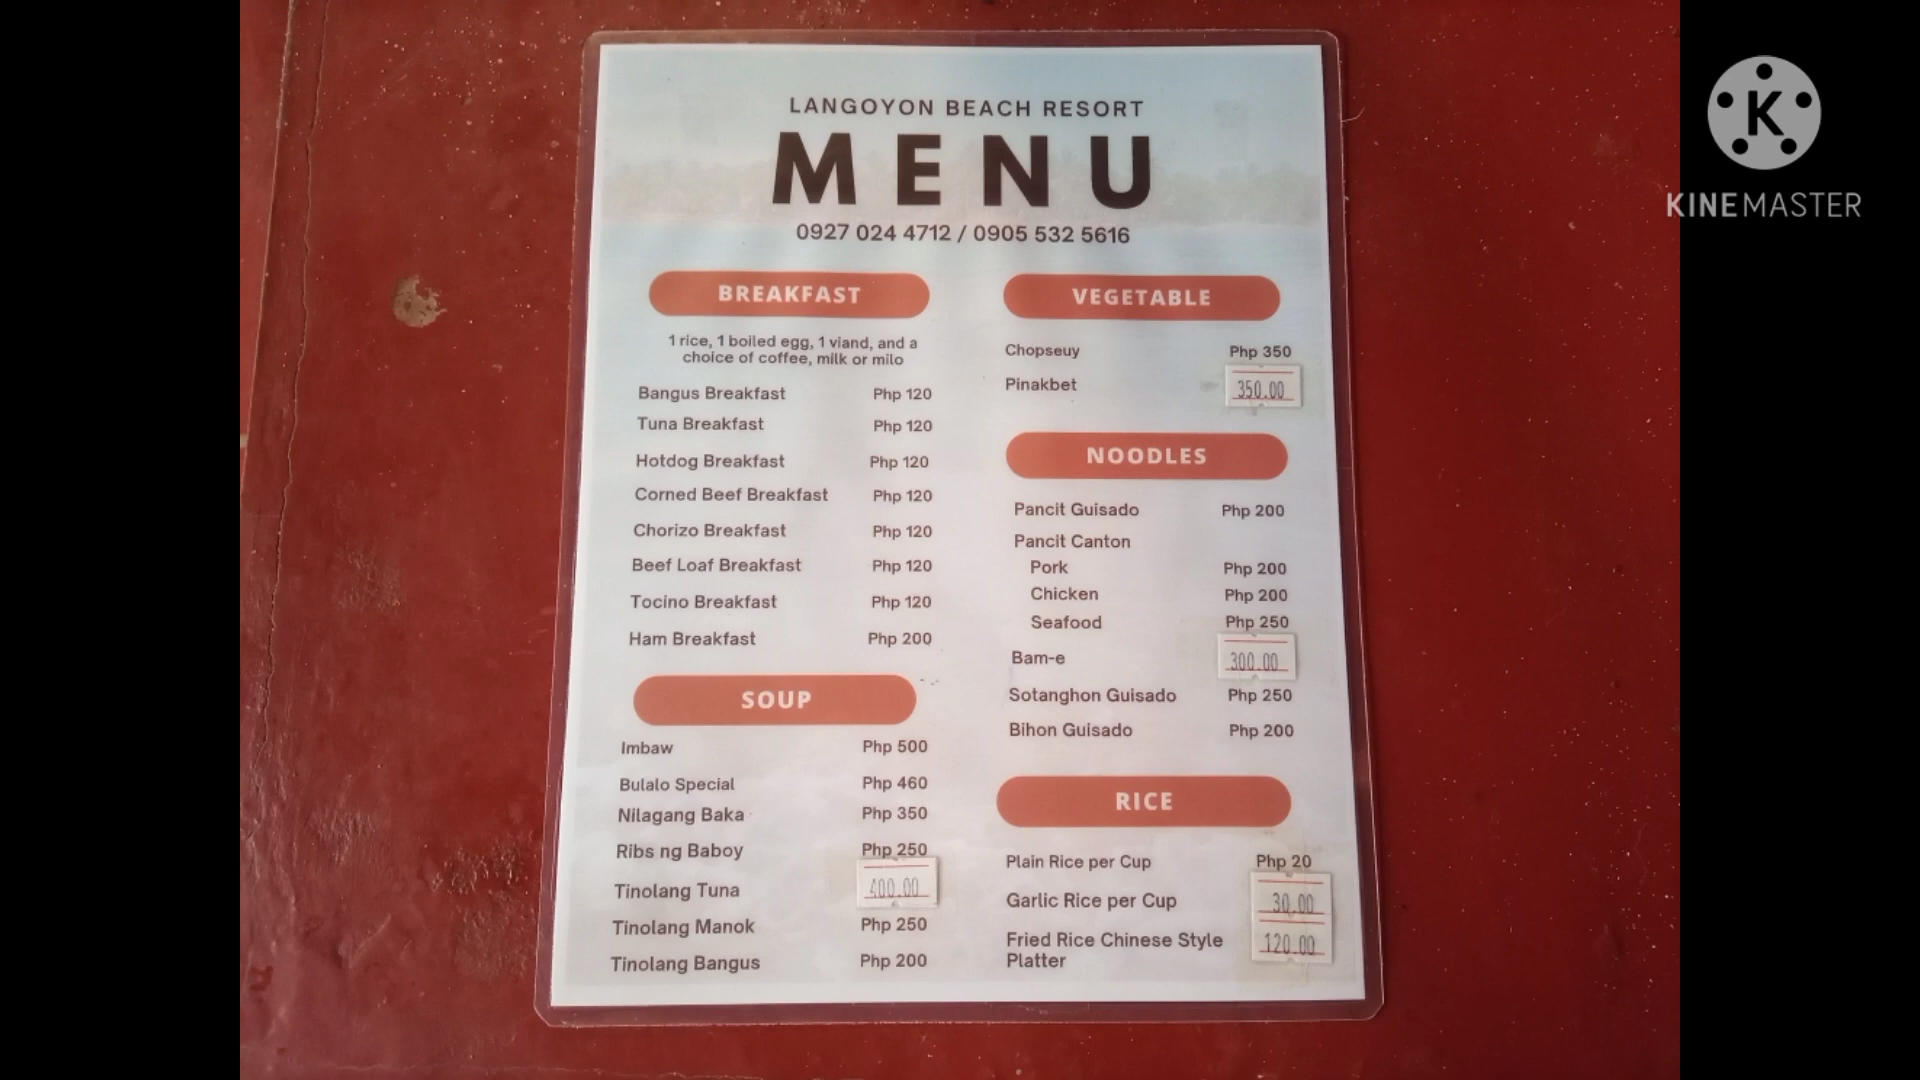 LANGOYON BEACH RESORT
MENU
0927 024 4712 / 0905 532 5616
BREAKFAST
1 rice, 1 boiled egg, 1 viand, and a
choice of coffee, milk or milo
Bangus Breakfast Php 120
Tuna Breakfast Php 120
Hotdog Breakfast Php 120
Corned Beef Breakfast Php 120
Chorizo Breakfast Php 120
Beef Loaf Breakfast Php 120
Tocino Breakfast Php 120
Ham Breakfast Php 200
SOUP
Imbaw Php 500
Bulalo Special Php 460
Nilagang Baka Php 350
Ribs ng Baboy Php 250
Tinolang Tuna 400.00
Tinolang Manok Php 250
Tinolang Bangus Php 200
VEGETABLE
Chopseuy Php 350
Pinakbet 350.00
NOODLES
Pancit Guisado Php 200
Pancit Canton
Pork Php 200
Chicken Php 200
Seafood Php 250
Bam-e 300.00
Sotanghon Guisado Php 250
Bihon Guisado Php 200
RICE
Plain Rice per Cup Php 20
Garlic Rice per Cup 30.00
Fried Rice Chinese Style 120.00
Platter
K
KINEMASTER